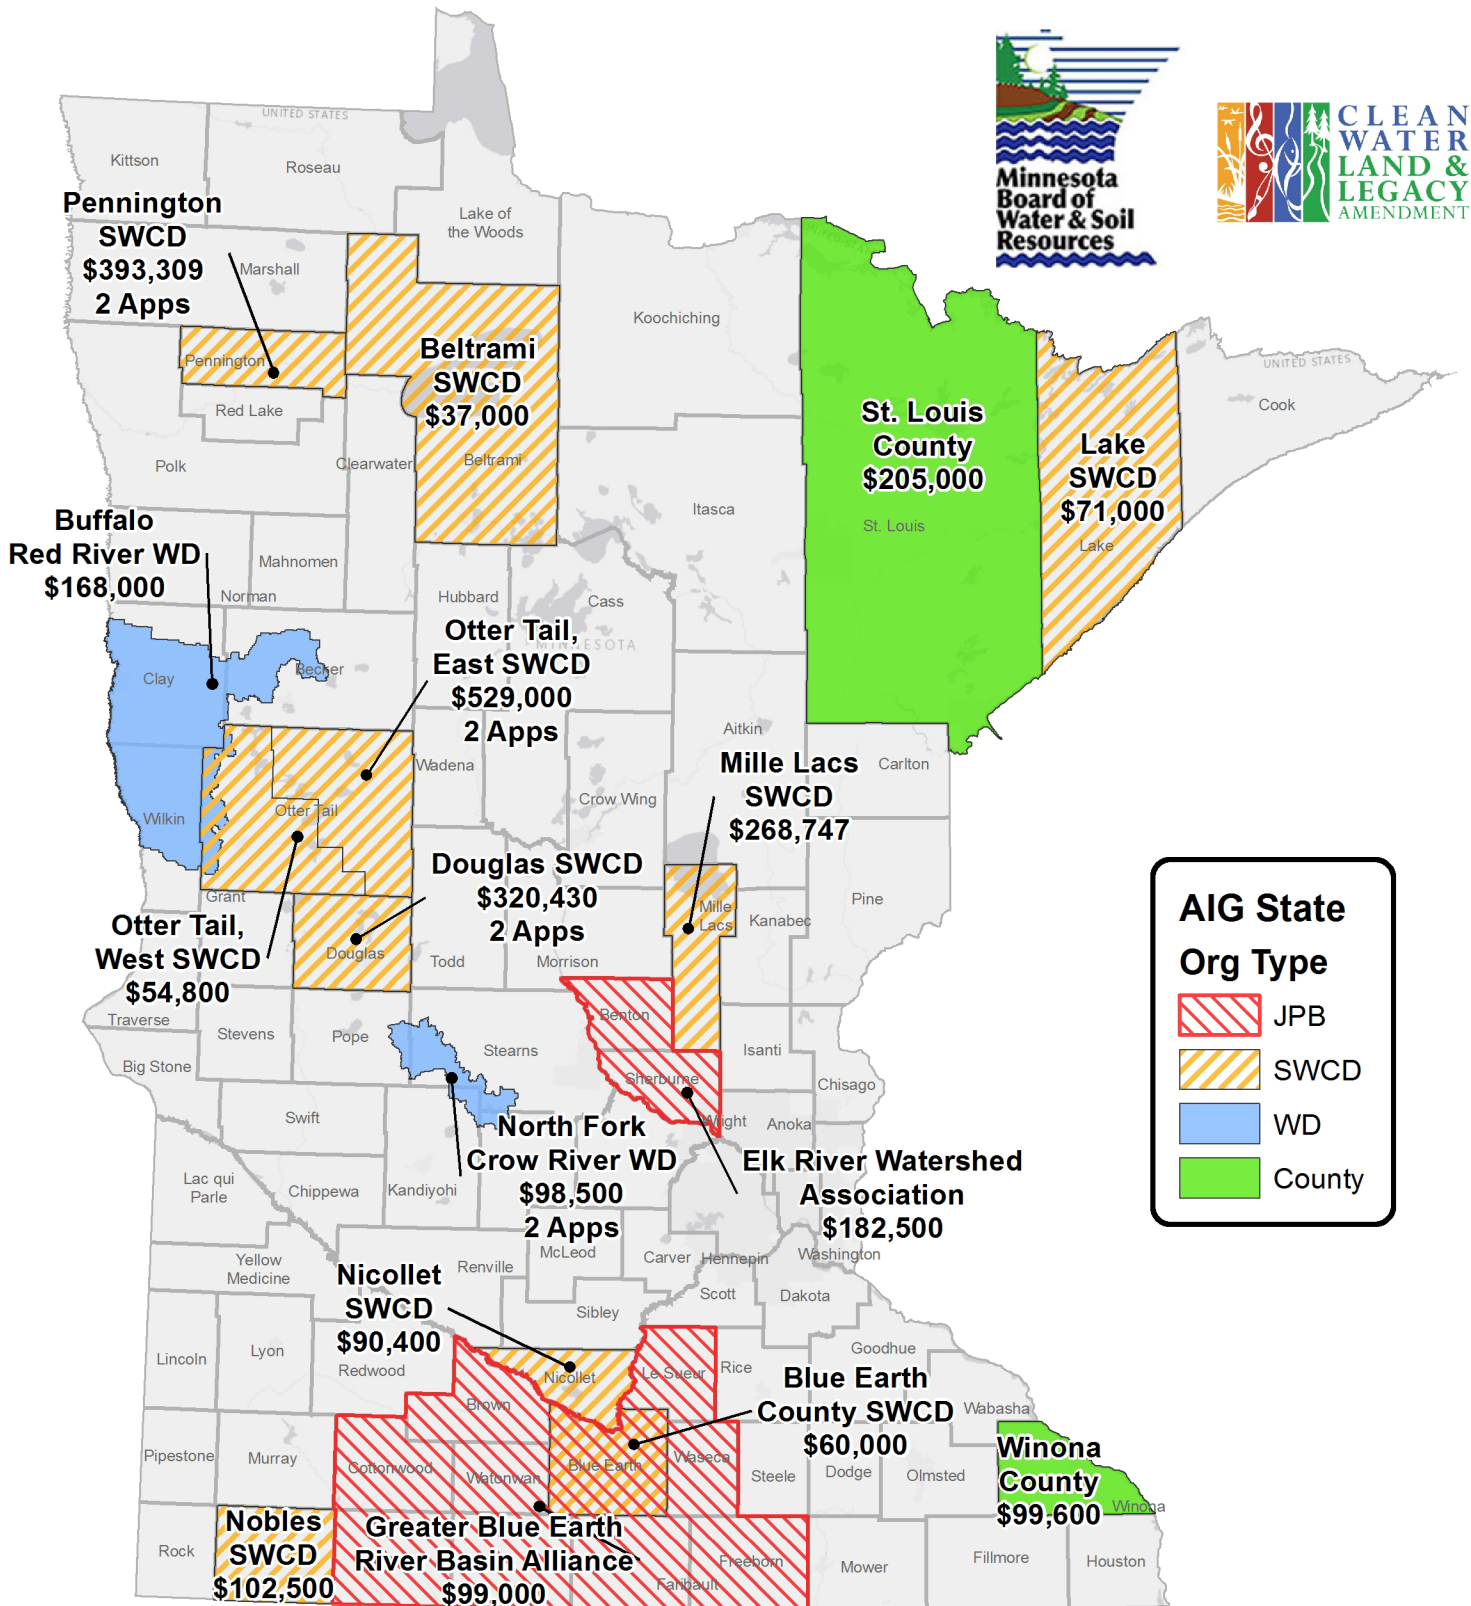 Minnesota
Board of
Water & Soil
Resources
CLEAN
WATER
LAND &
LEGACY
AMENDMENT
UNITED STATES
Kittson
Roseau
Lake of
the Woods
Pennington
SWCD
$393,309
2 Apps
Marshall
Koochiching
Pennington
Beltrami
SWCD
$37,000
Beltrami
Red Lake
Polk
Clearwater
Itasca
St. Louis
County
$205,000
St. Louis
Lake
SWCD
$71,000
Lake
UNITED STATES
Cook
Buffalo
Red River WD
$168,000
Mahnomen
Norman
Hubbard
Cass
MINNESOTA
Otter Tail,
East SWCD
$529,000
2 Apps
Clay
Becker
Aitkin
Wadena
Carlton
Mille Lacs
SWCD
$268,747
Crow Wing
Wilkin
Otter Tail
Douglas SWCD
$320,430
2 Apps
Grant
Otter Tail,
West SWCD
$54,800
Douglas
Todd
Morrison
Mille
Lacs
Kanabec
Pine
AIG State
Org Type
JPB
SWCD
WD
County
Traverse
Stevens
Pope
Big Stone
Stearns
Benton
Sherburne
Isanti
Chisago
Swift
Wright
Anoka
North Fork
Crow River WD
$98,500
2 Apps
Elk River Watershed
Association
$182,500
Lac qui
Parle
Chippewa
Kandiyohi
McLeod
Carver
Hennepin
Washington
Yellow
Medicine
Renville
Scott
Dakota
Sibley
Nicollet
SWCD
$90,400
Lincoln
Lyon
Redwood
Nicollet
Le Sueur
Rice
Goodhue
Blue Earth
County SWCD
$60,000
Brown
Wabasha
Pipestone
Murray
Cottonwood
Watonwan
Blue Earth
Waseca
Steele
Dodge
Olmsted
Winona
County
$99,600
Winona
Rock
Nobles
SWCD
$102,500
Greater Blue Earth
River Basin Alliance
$99,000
Faribault
Freeborn
Mower
Fillmore
Houston